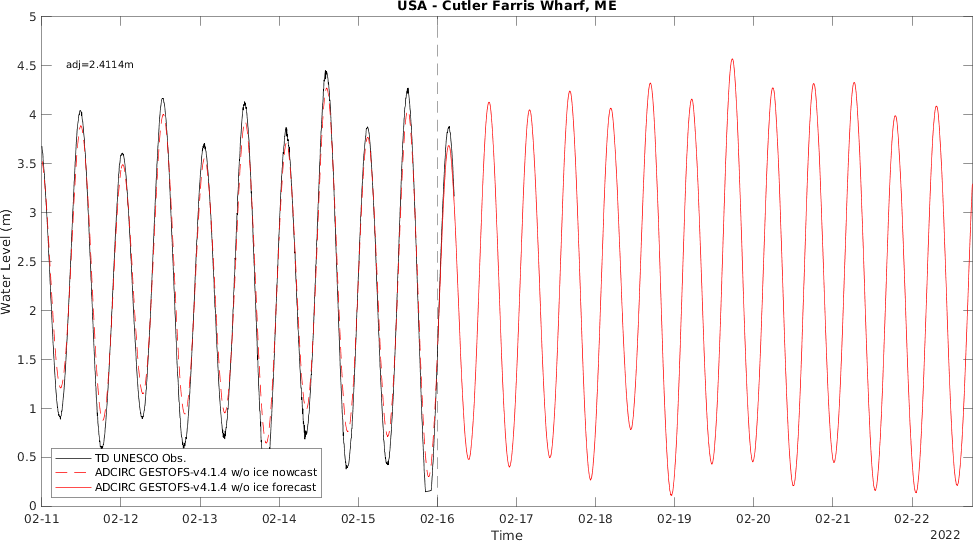 USA - Cutler Farris Wharf, ME
adj=2.4114m
Water Level (m)
5
4.5
4
3.5
3
2.5
2
1.5
1
0.5
0
TD UNESCO Obs.
ADCIRC GESTOFS-v4.1.4 w/o ice nowcast
ADCIRC GESTOFS-v4.1.4 w/o ice forecast
02-11 02-12 02-13 02-14 02-15 02-16 02-17 02-18 02-19 02-20 02-21 02-22
Time
2022